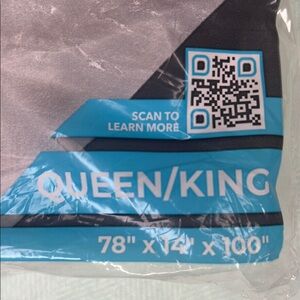 SCAN TO
LEARN MORE
QUEEN/KING
78" x 14" x 100"